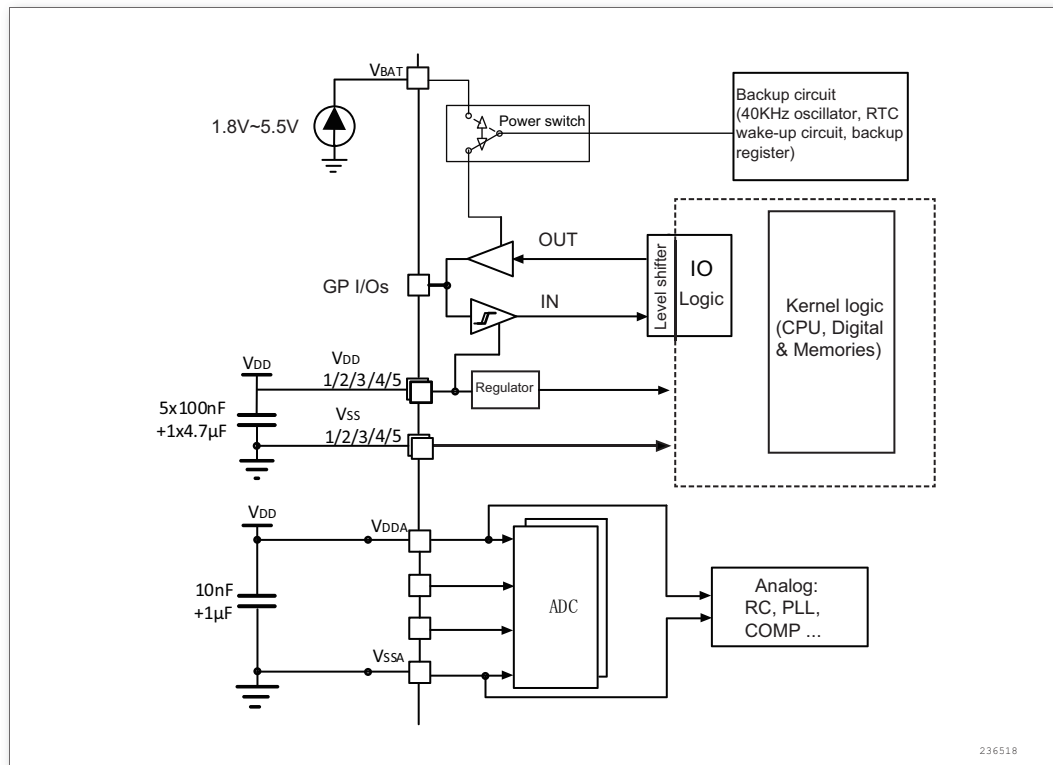 VBAT
1.8V~5.5V
Power switch
Backup circuit
(40KHz oscillator, RTC
wake-up circuit, backup
register)
OUT
GP I/Os
IN
Level shifter
IO
Logic
Kernel logic
(CPU, Digital
& Memories)
VDD
VDD
1/2/3/4/5
Regulator
5x100nF
+1x4.7µF
VSS
1/2/3/4/5
VDD
VDDA
10nF
+1µF
ADC
Analog:
RC, PLL,
COMP ...
VSSA
236518